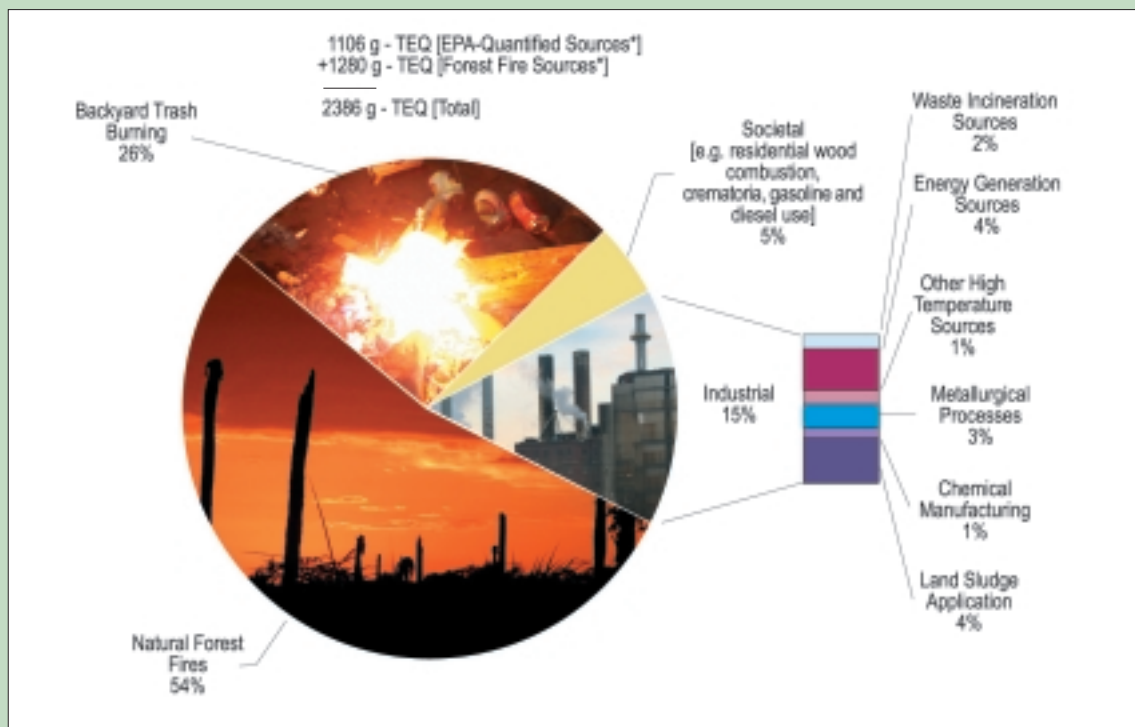 1106 g - TEQ [EPA-Quantified Sources*]
+1280 g - TEQ [Forest Fire Sources*]
2386 g - TEQ [Total]
Backyard Trash
Burning
26%
Societal
[e.g. residential wood
combustion,
crematoria, gasoline and
diesel use]
5%
Waste Incineration
Sources
2%
Energy Generation
Sources
4%
Other High
Temperature
Sources
1%
Industrial
15%
Metallurgical
Processes
3%
Chemical
Manufacturing
1%
Land Sludge
Application
4%
Natural Forest
Fires
54%